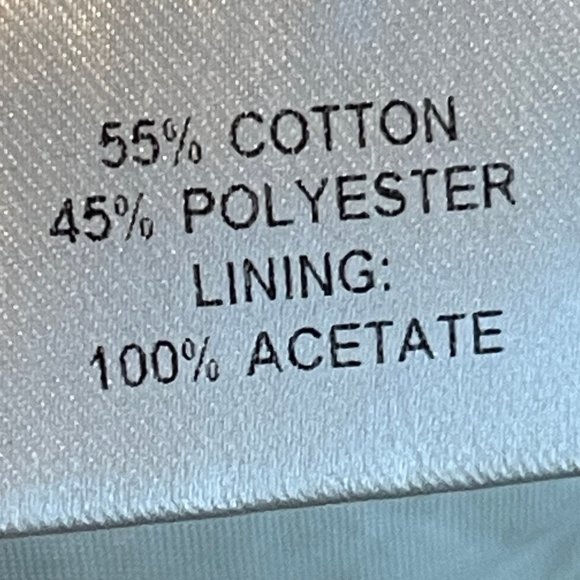 55% COTTON
45% POLYESTER
LINING:
100% ACETATE